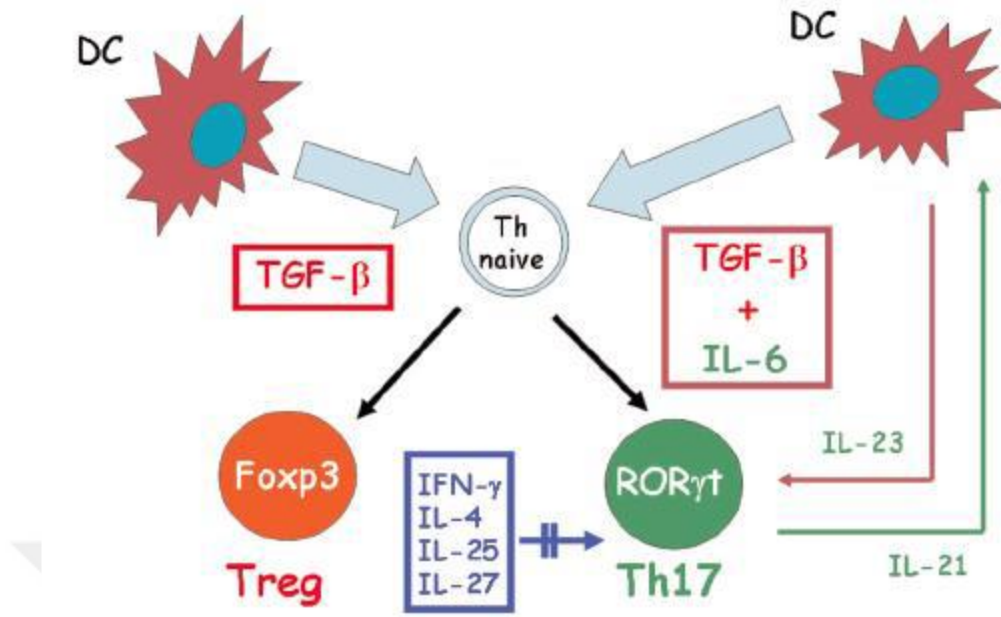 DC
DC
Th
naive
TGF-β
TGF-β
+
IL-6
Foxp3
IFN-γ
IL-4
IL-25
IL-27
RORγt
IL-23
Treg
Th17
IL-21